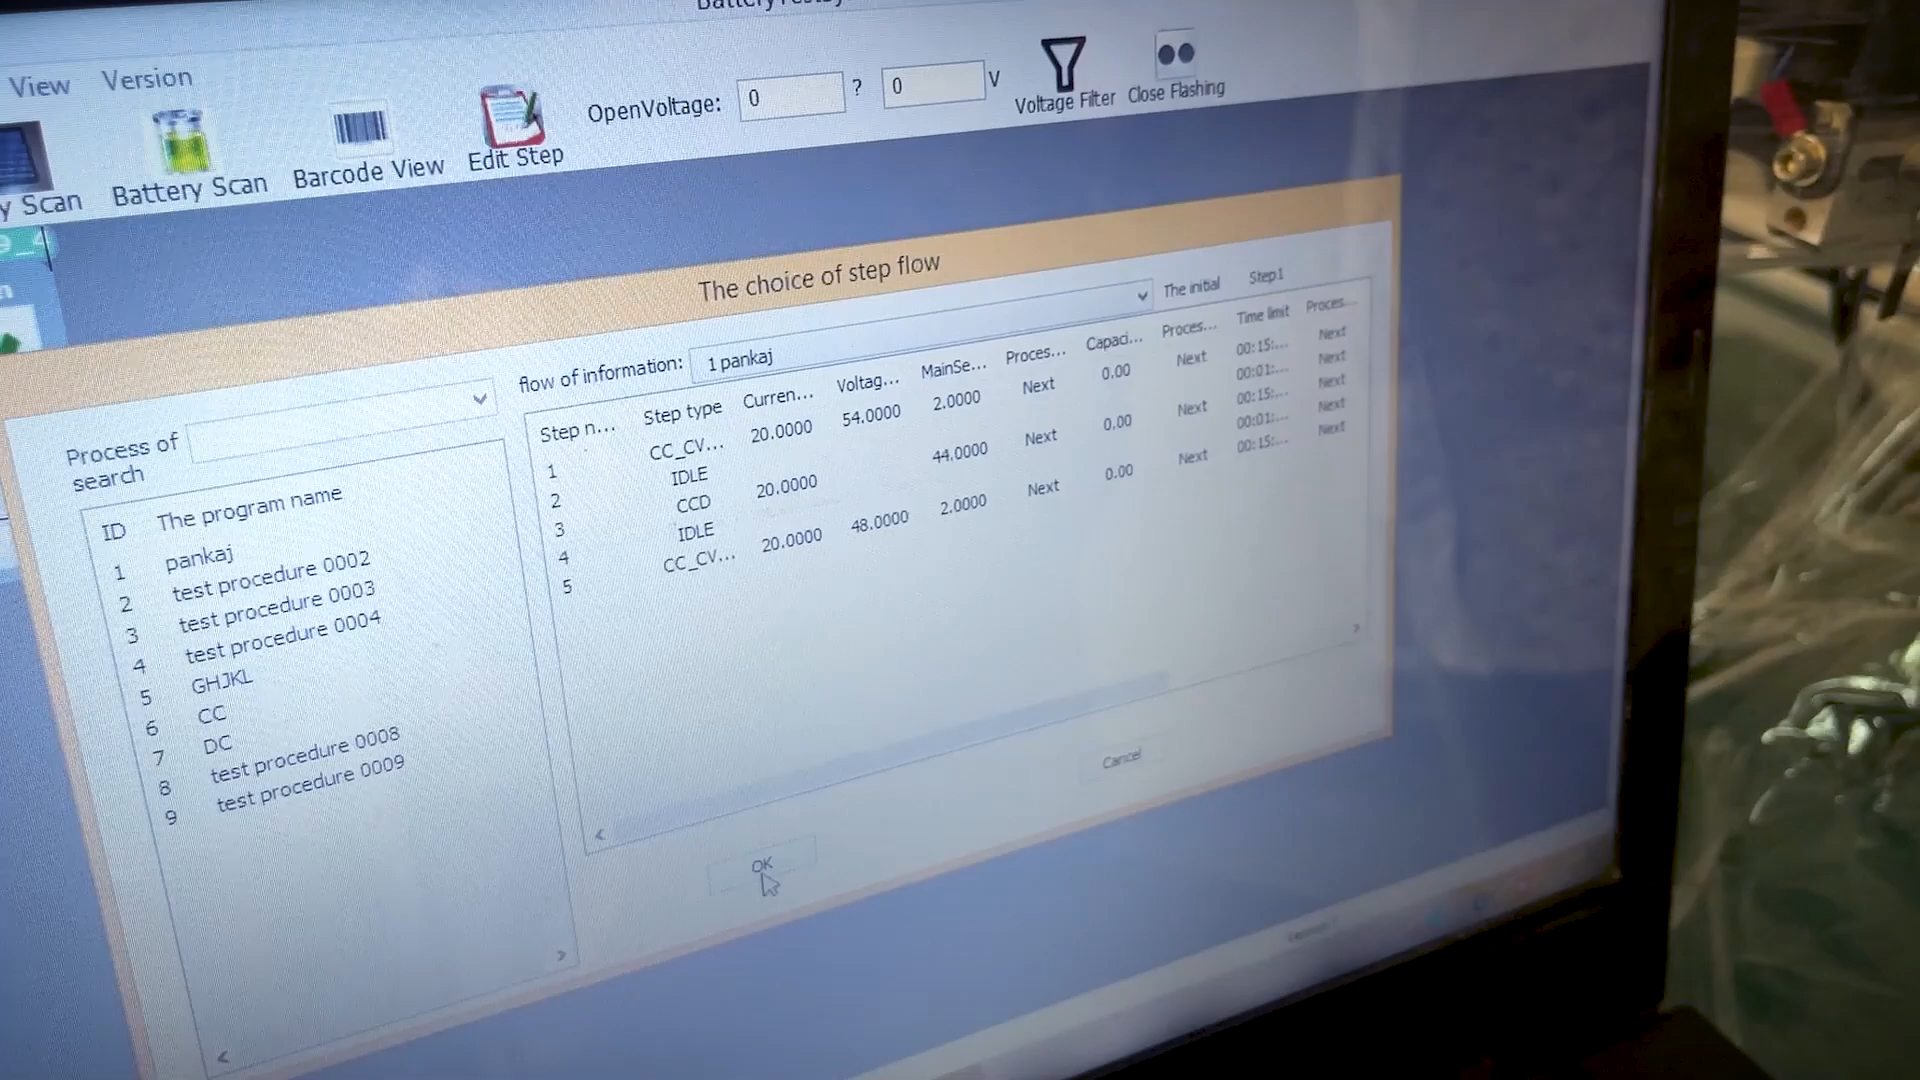 View Version
y Scan
Battery Scan
Barcode View
Edit Step
OpenVoltage: 0 ? 0 V
Voltage Filter
Close Flashing
The choice of step flow
Process of search
ID The program name
1 pankaj
2 test procedure 0002
3 test procedure 0003
4 test procedure 0004
5 GHJKL
6 CC
7 DC
8 test procedure 0008
9 test procedure 0009
flow of information: 1 pankaj The initial Step1
Step n... Step type Curren... Voltag... MainSe... Proces... Capaci... Proces... Time limit Proces...
1 CC_CV... 20.0000 54.0000 2.0000 Next 0.00 Next 00:15:... Next
2 IDLE 00:01:... Next
3 CCD 20.0000 44.0000 Next 0.00 Next 00:15:... Next
4 IDLE 00:01:... Next
5 CC_CV... 20.0000 48.0000 2.0000 Next 0.00 Next 00:15:... Next
OK
Cancel